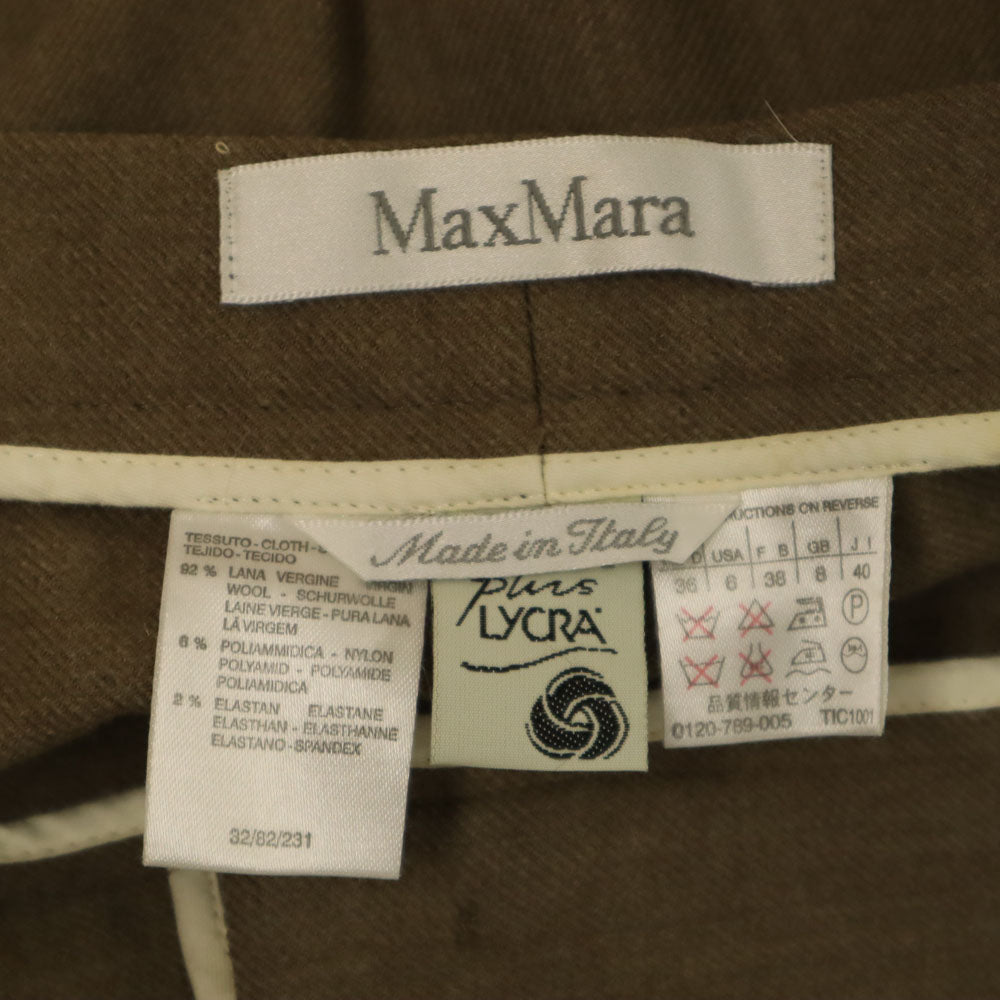 MaxMara
Made in Italy
TESSUTO - CLOTH -
TEJIDO - TECIDO
92 % LANA VERGINE
WOOL - SCHURWOLLE
LAINE VIERGE - PURA LANA
LÃ VIRGEM
6 % POLIAMMIDICA - NYLON
POLYAMID - POLYAMIDE
POLIAMIDICA
2 % ELASTAN ELASTANE
ELASTHAN - ELASTHANNE
ELASTANO - SPANDEX
32/82/231
plus
LYCRA
ON REVERSE
D USA F B GB J I
36 6 38 8 40
P
品質情報センター
0120-789-005 TIC1001